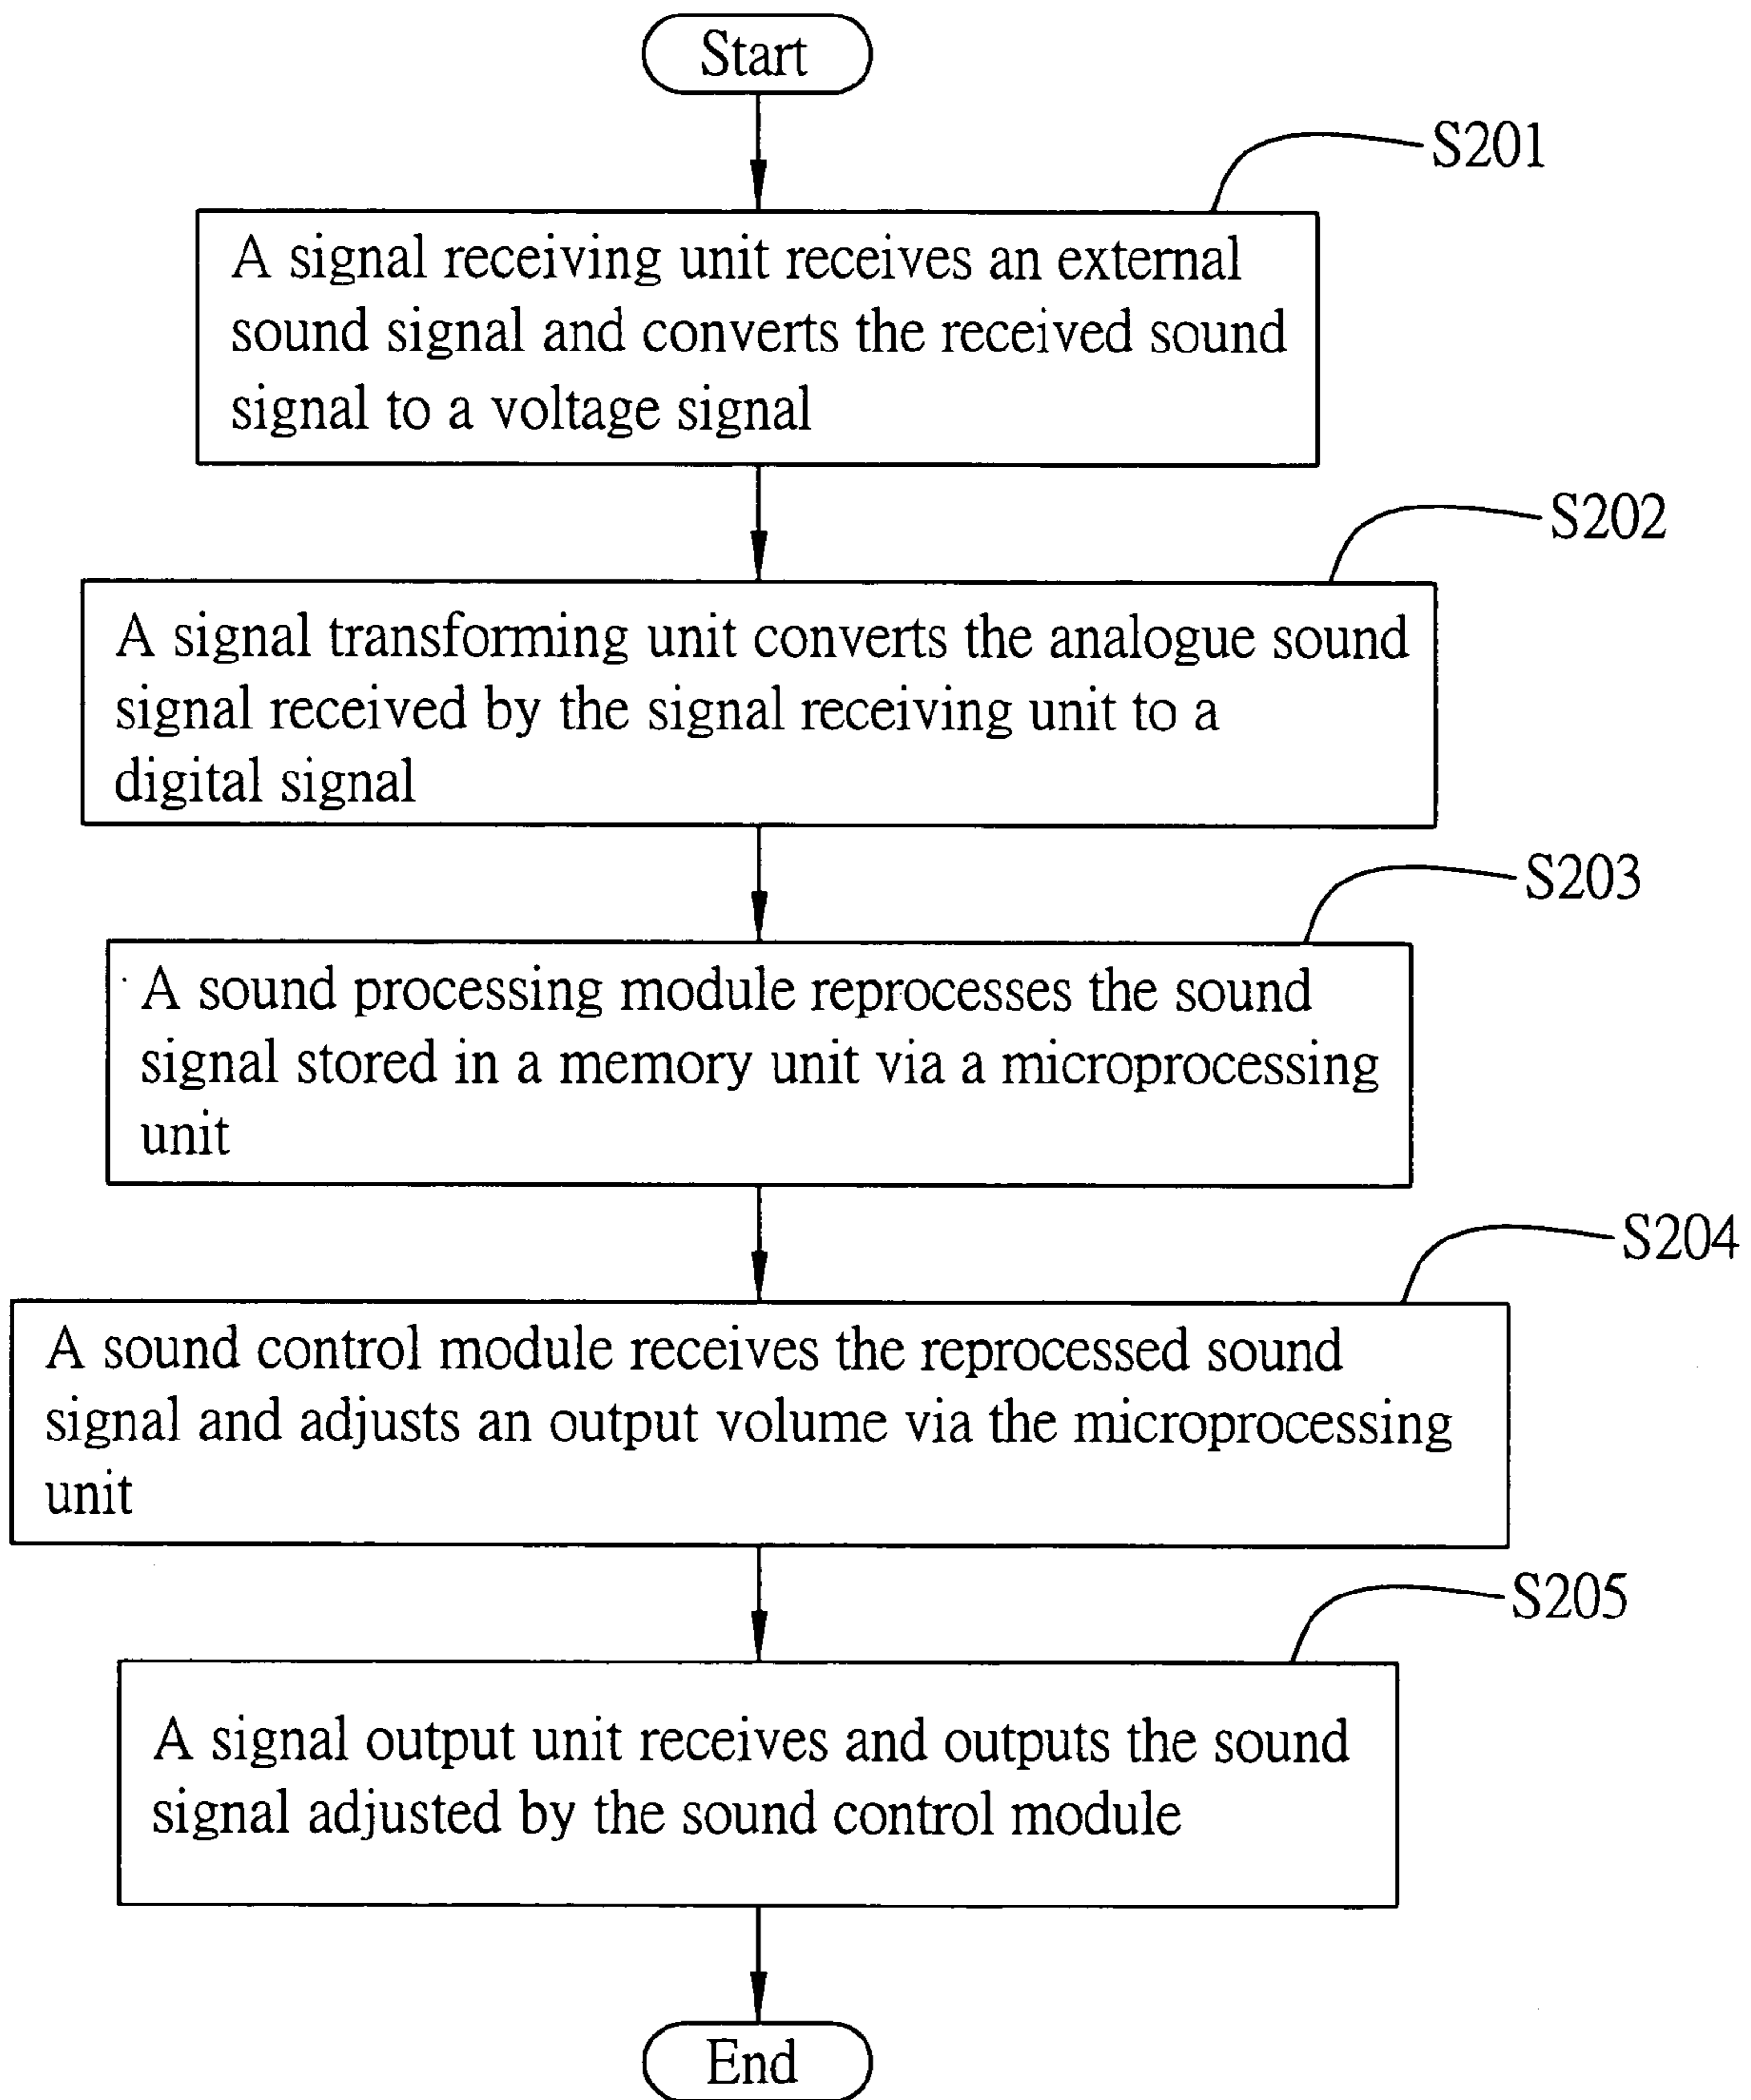 Start
S201
A signal receiving unit receives an external
sound signal and converts the received sound
signal to a voltage signal
S202
A signal transforming unit converts the analogue sound
signal received by the signal receiving unit to a
digital signal
S203
A sound processing module reprocesses the sound
signal stored in a memory unit via a microprocessing
unit
S204
A sound control module receives the reprocessed sound
signal and adjusts an output volume via the microprocessing
unit
S205
A signal output unit receives and outputs the sound
signal adjusted by the sound control module
End